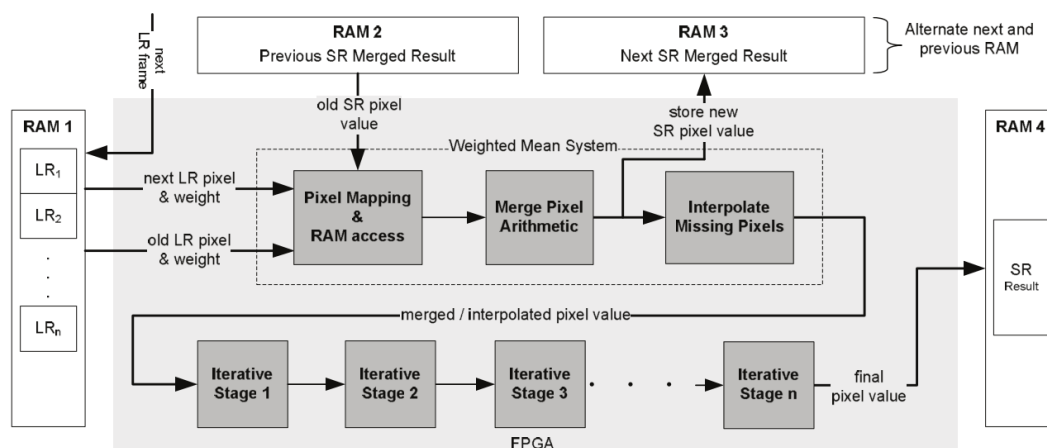 next
LR frame
RAM 2
Previous SR Merged Result
RAM 3
Next SR Merged Result
Alternate next and
previous RAM
RAM 1
LR1
LR2
.
.
.
LRn
old SR pixel
value
store new
SR pixel value
Weighted Mean System
next LR pixel
& weight
old LR pixel
& weight
Pixel Mapping
&
RAM access
Merge Pixel
Arithmetic
Interpolate
Missing Pixels
RAM 4
SR
Result
merged / interpolated pixel value
Iterative
Stage 1
Iterative
Stage 2
Iterative
Stage 3
. . .
Iterative
Stage n
final
pixel value
FPGA